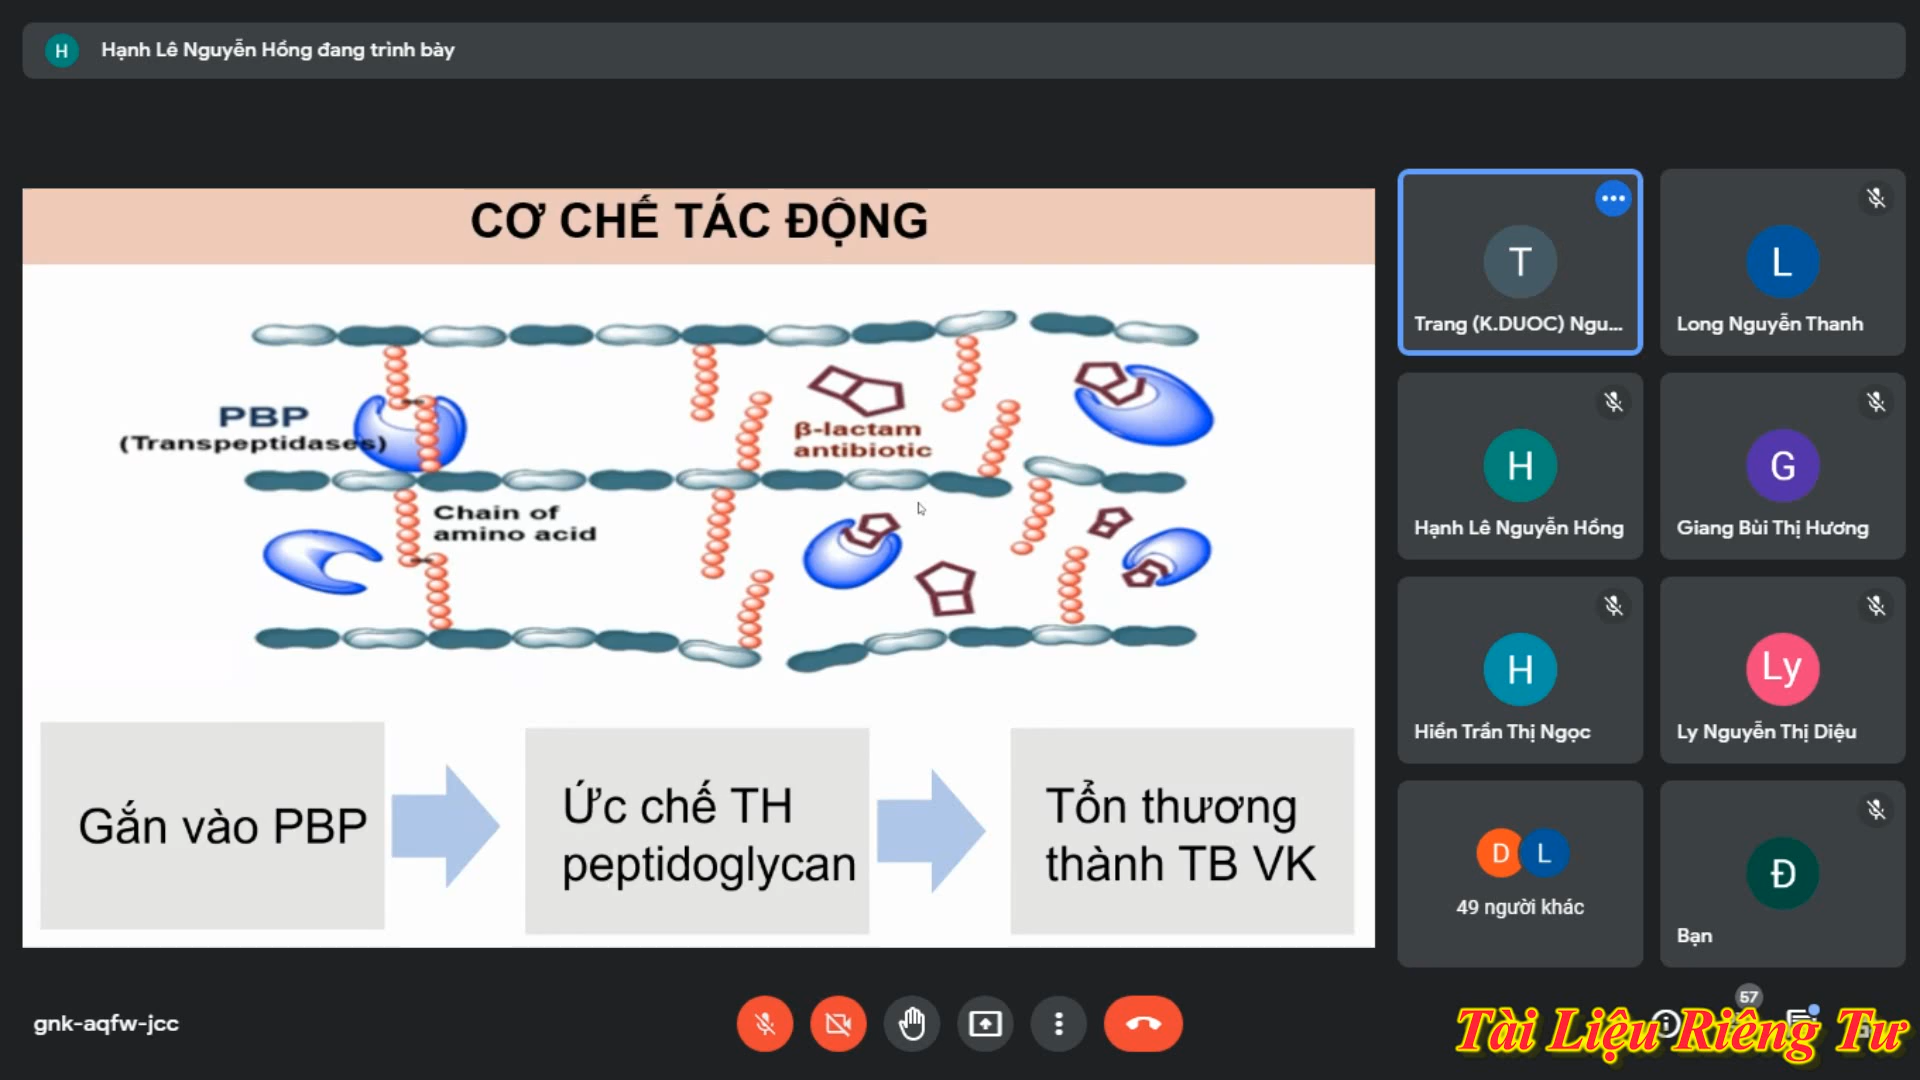 H Hạnh Lê Nguyễn Hồng đang trình bày
CƠ CHẾ TÁC ĐỘNG
PBP
(Transpeptidases)
β-lactam
antibiotic
Chain of
amino acid
Gắn vào PBP
Ức chế TH
peptidoglycan
Tổn thương
thành TB VK
T
Trang (K.DUOC) Ngu...
L
Long Nguyễn Thanh
H
Hạnh Lê Nguyễn Hồng
G
Giang Bùi Thị Hương
H
Hiền Trần Thị Ngọc
Ly
Ly Nguyễn Thị Diệu
D L
49 người khác
Đ
Bạn
gnk-aqfw-jcc
57
Tài Liệu Riêng Tư